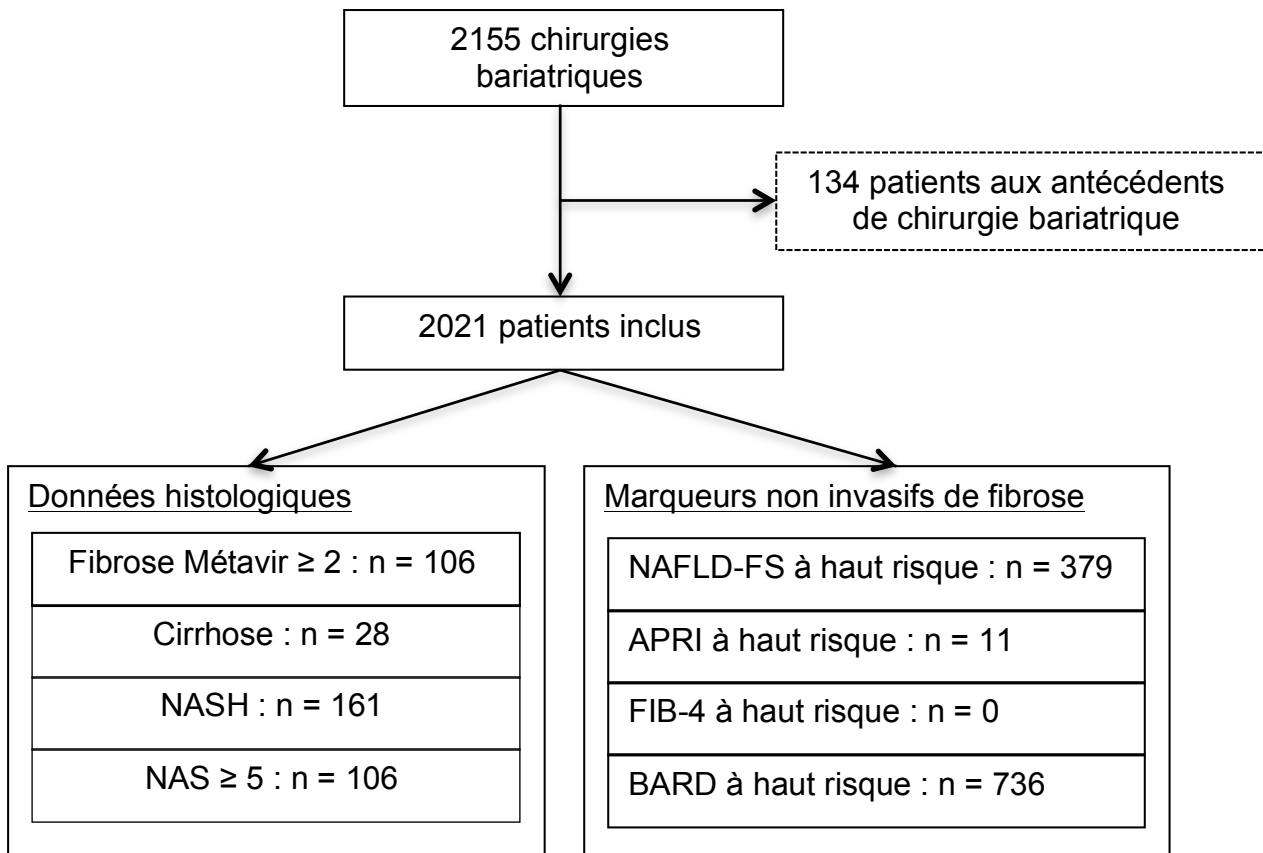 2155 chirurgies
bariatriques
134 patients aux antécédents
de chirurgie bariatrique
2021 patients inclus
Données histologiques
Fibrose Métavir ≥ 2 : n = 106
Cirrhose : n = 28
NASH : n = 161
NAS ≥ 5 : n = 106
Marqueurs non invasifs de fibrose
NAFLD-FS à haut risque : n = 379
APRI à haut risque : n = 11
FIB-4 à haut risque : n = 0
BARD à haut risque : n = 736